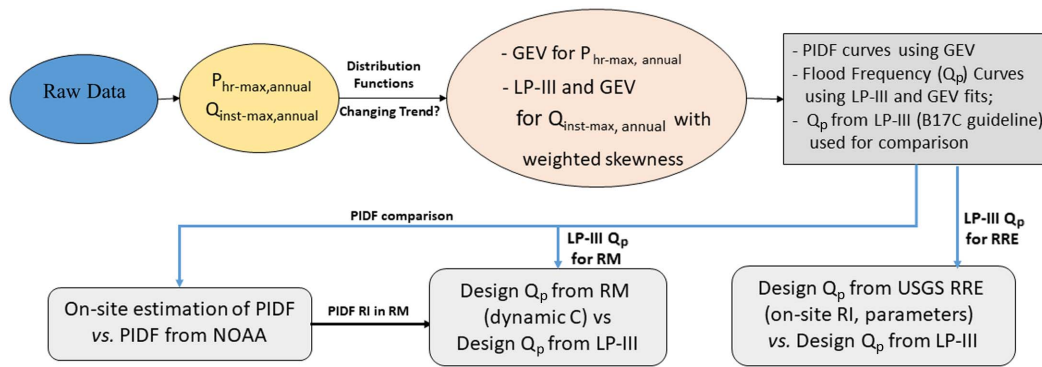 Raw Data
P hr-max,annual
Q inst-max,annual
Distribution
Functions
Changing Trend?
- GEV for P hr-max, annual
- LP-III and GEV
for Q inst-max, annual with
weighted skewness
- PIDF curves using GEV
- Flood Frequency (Qp) Curves
using LP-III and GEV fits;
- Qp from LP-III (B17C guideline)
used for comparison
PIDF comparison
LP-III Qp
for RM
LP-III Qp
for RRE
On-site estimation of PIDF
vs. PIDF from NOAA
PIDF RI in RM
Design Qp from RM
(dynamic C) vs
Design Qp from LP-III
Design Qp from USGS RRE
(on-site RI, parameters)
vs. Design Qp from LP-III